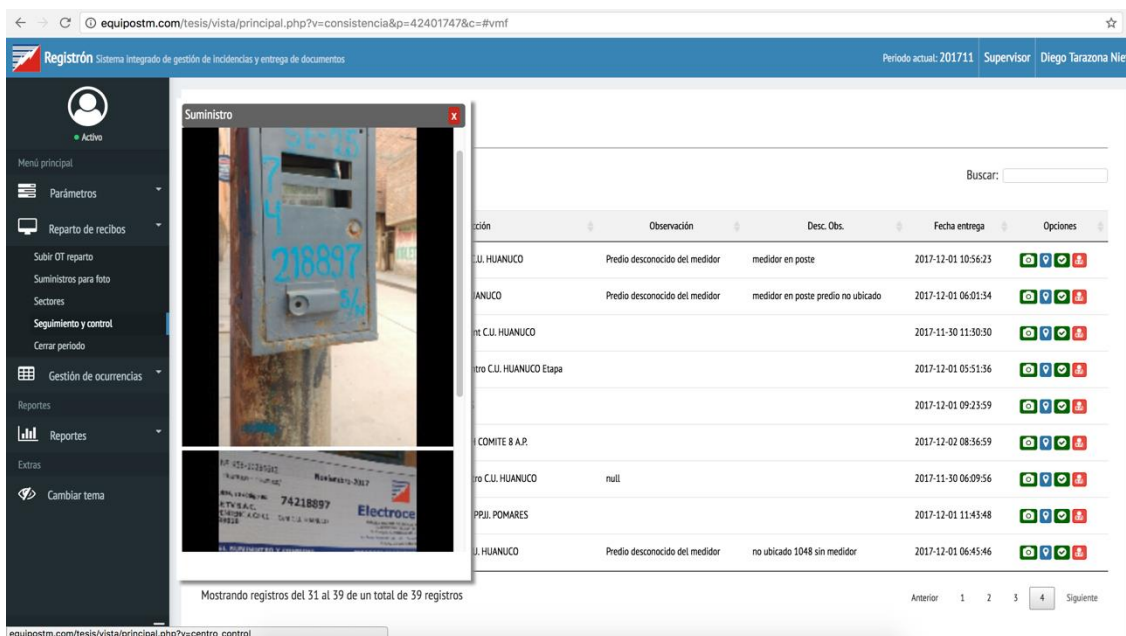 equipostm.com/tesis/vista/principal.php?v=consistencia&p=42401747&c=#vmf
Registrón Sistema integrado de gestión de incidencias y entrega de documentos
Periodo actual: 201711 Supervisor Diego Tarazona Nie
Activo
Menú principal
Parámetros
Reparto de recibos
Subir OT reparto
Suministros para foto
Sectores
Seguimiento y control
Cerrar periodo
Gestión de ocurrencias
Reportes
Reportes
Extras
Cambiar tema
Suministro x
7
4
218897
S/H
Noviembre-2017
74218897
Electroce
Buscar:
cción Observación Desc. Obs. Fecha entrega Opciones
.U. HUANUCO Predio desconocido del medidor medidor en poste 2017-12-01 10:56:23
IANUCO Predio desconocido del medidor medidor en poste predio no ubicado 2017-12-01 06:01:34
nt C.U. HUANUCO 2017-11-30 11:30:30
tro C.U. HUANUCO Etapa 2017-12-01 05:51:36
2017-12-01 09:23:59
COMITE 8 A.P. 2017-12-02 08:36:59
ro C.U. HUANUCO null 2017-11-30 06:09:56
PP.JJ. POMARES 2017-12-01 11:43:48
J. HUANUCO Predio desconocido del medidor no ubicado 1048 sin medidor 2017-12-01 06:45:46
Mostrando registros del 31 al 39 de un total de 39 registros
Anterior 1 2 3 4 Siguiente
equipostm.com/tesis/vista/principal.php?v=centro_control